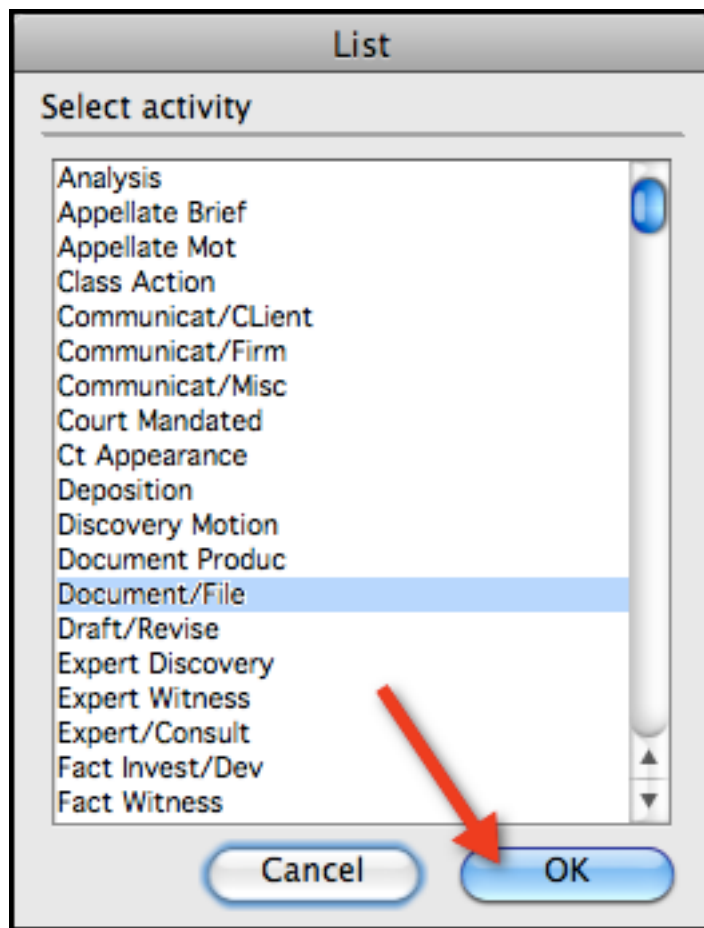 List
Select activity
Analysis
Appellate Brief
Appellate Mot
Class Action
Communicat/CLient
Communicat/Firm
Communicat/Misc
Court Mandated
Ct Appearance
Deposition
Discovery Motion
Document Produc
Document/File
Draft/Revise
Expert Discovery
Expert Witness
Expert/Consult
Fact Invest/Dev
Fact Witness
Cancel OK